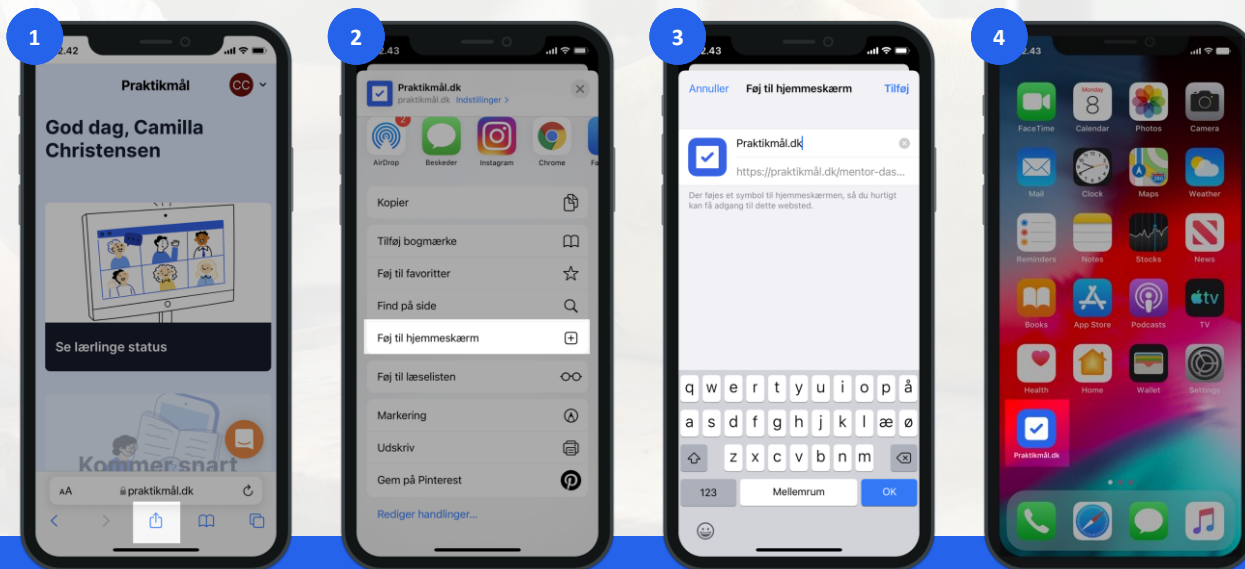 1
2.42
Praktikmål
CC
God dag, Camilla
Christensen
Se lærlinge status
Kommer snart
AA
praktikmål.dk
2
2.43
Praktikmål.dk
praktikmål.dk Indstillinger >
2
AirDrop
Beskeder
Instagram
Chrome
Fa
Kopier
Tilføj bogmærke
Føj til favoritter
Find på side
Føj til hjemmeskærm
Føj til læselisten
Markering
Udskriv
Gem på Pinterest
Rediger handlinger...
3
2.43
Annuller
Føj til hjemmeskærm
Tilføj
Praktikmål.dk
https://praktikmål.dk/mentor-das...
Der føjes et symbol til hjemmeskærmen, så du hurtigt
kan få adgang til dette websted.
q w e r t y u i o p å
a s d f g h j k l æ ø
z x c v b n m
123
Mellemrum
OK
4
2.43
Monday
8
FaceTime
Calendar
Photos
Camera
Mail
Clock
Maps
Weather
Reminders
Notes
Stocks
News
tv
Books
App Store
Podcasts
TV
Health
Home
Wallet
Settings
Praktikmål.dk